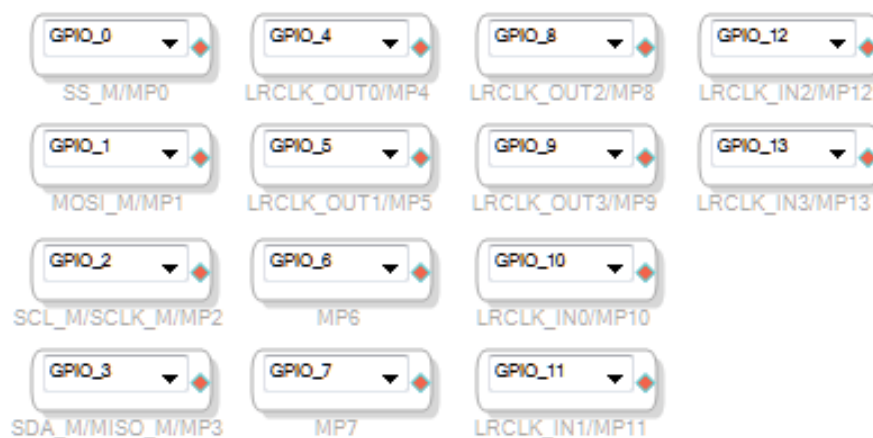 GPIO_0 GPIO_4 GPIO_8 GPIO_12
SS_M/MP0 LRCLK_OUT0/MP4 LRCLK_OUT2/MP8 LRCLK_IN2/MP12
GPIO_1 GPIO_5 GPIO_9 GPIO_13
MOSI_M/MP1 LRCLK_OUT1/MP5 LRCLK_OUT3/MP9 LRCLK_IN3/MP13
GPIO_2 GPIO_6 GPIO_10
SCL_M/SCLK_M/MP2 MP6 LRCLK_IN0/MP10
GPIO_3 GPIO_7 GPIO_11
SDA_M/MISO_M/MP3 MP7 LRCLK_IN1/MP11